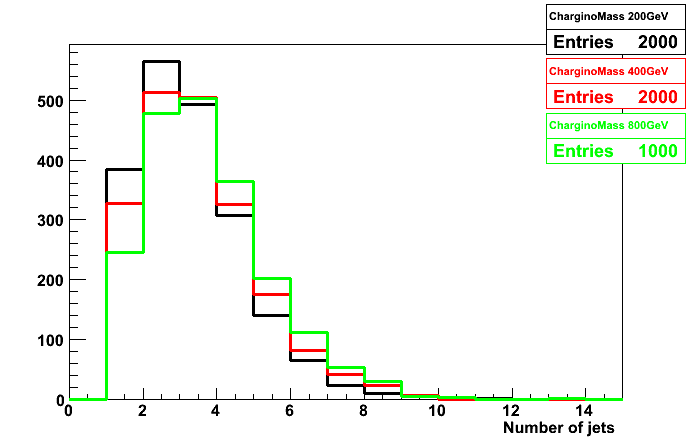 CharginoMass 200GeV
Entries 2000
CharginoMass 400GeV
Entries 2000
CharginoMass 800GeV
Entries 1000
500
400
300
200
100
0
0 2 4 6 8 10 12 14
Number of jets